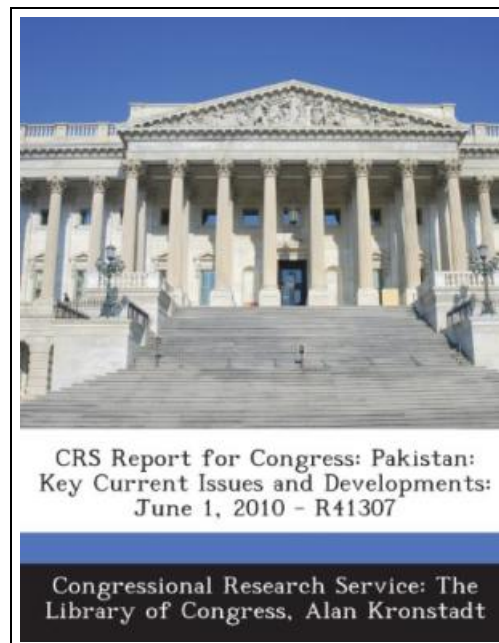 CRS Report for Congress: Pakistan:
Key Current Issues and Developments:
June 1, 2010 - R41307
Congressional Research Service: The
Library of Congress, Alan Kronstadt